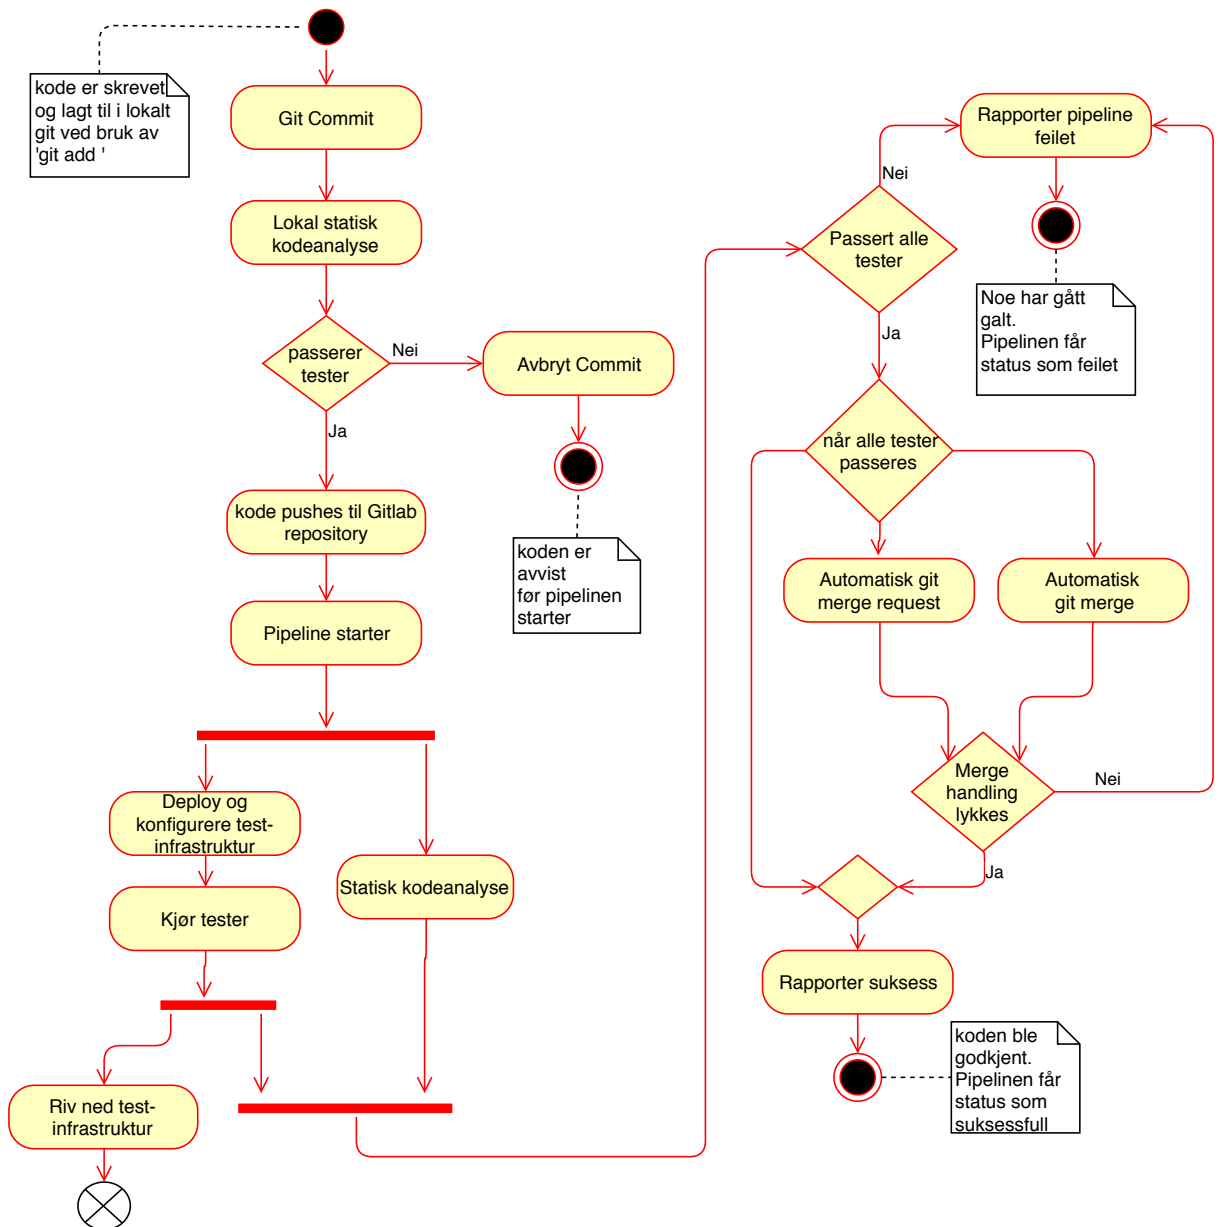 kode er skrevet
og lagt til i lokalt
git ved bruk av
'git add '
Git Commit
Lokal statisk
kodeanalyse
passerer
tester
Nei
Avbryt Commit
Ja
koden er
avvist
før pipelinen
starter
kode pushes til Gitlab
repository
Pipeline starter
Deploy og
konfigurere test-
infrastruktur
Kjør tester
Statisk kodeanalyse
Riv ned test-
infrastruktur
Rapporter pipeline
feilet
Nei
Passert alle
tester
Noe har gått
galt.
Pipelinen får
status som feilet
Ja
når alle tester
passeres
Automatisk git
merge request
Automatisk
git merge
Merge
handling
lykkes
Nei
Ja
Rapporter suksess
koden ble
godkjent.
Pipelinen får
status som
suksessfull